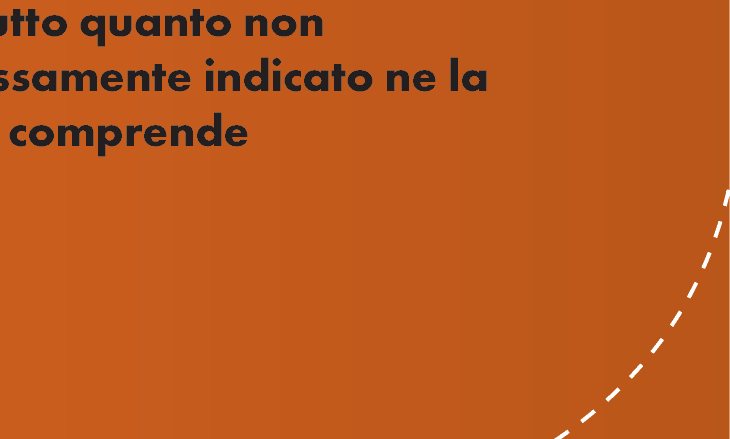 utto quanto non
ssamente indicato ne la
comprende